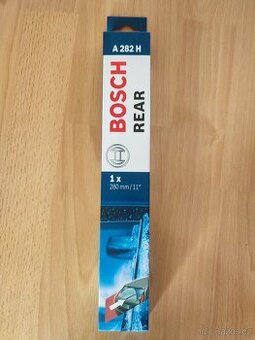 A 282 H
BOSCH
REAR
1 x
280 mm / 11"